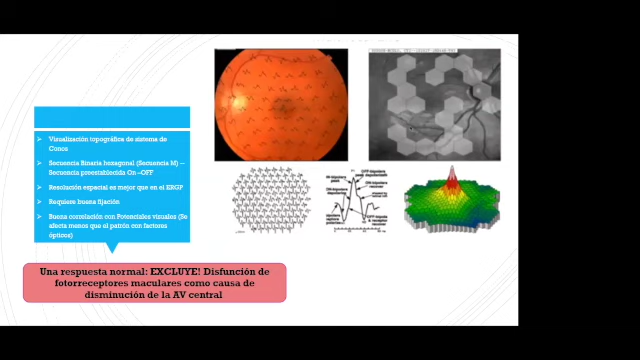 Visualización topográfica de sistema de
Conos
Secuencia Binaria hexagonal (Secuencia M) –
Secuencia preestablecida On –OFF
Resolución espacial es mejor que en el ERGF
Requiere buena fijación
Buena correlación con Potenciales visuales (Se
afecta menos que el patrón con factores
ópticos)
Una respuesta normal: EXCLUYE! Disfunción de
fotorreceptores maculares como causa de
disminución de la AV central